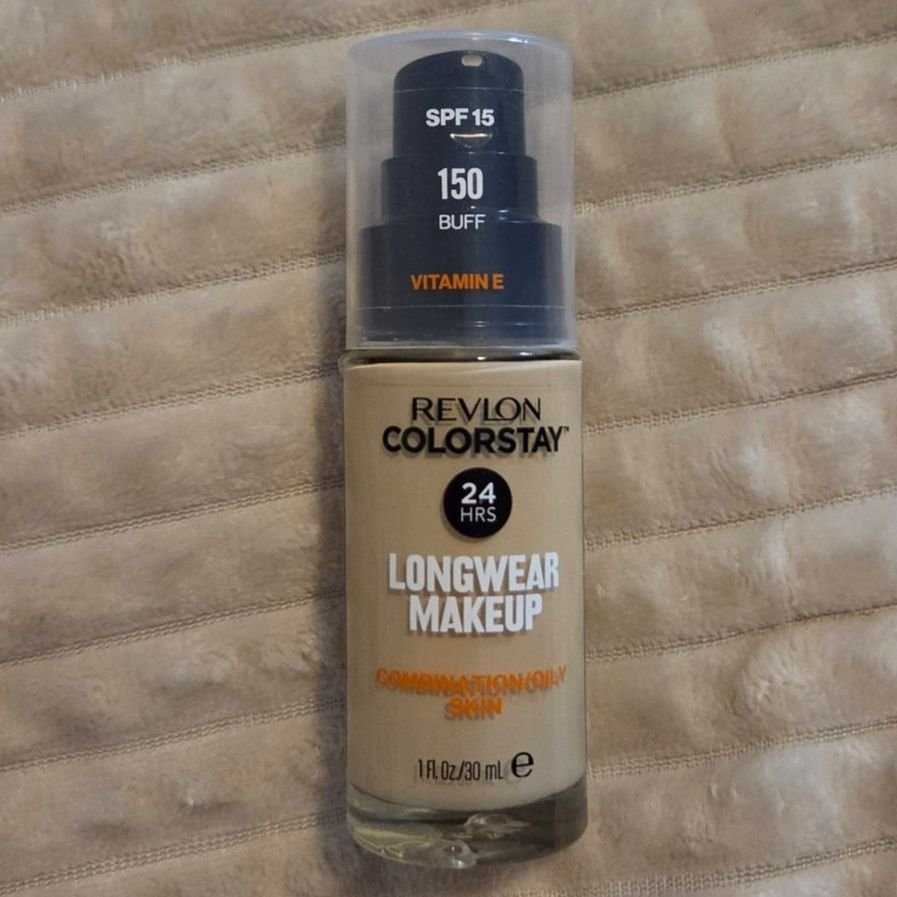 SPF 15
150
BUFF
VITAMIN E
REVLON
COLORSTAY™
24
HRS
LONGWEAR
MAKEUP
COMBINATION/OILY
SKIN
1 Fl. Oz./30 mL e